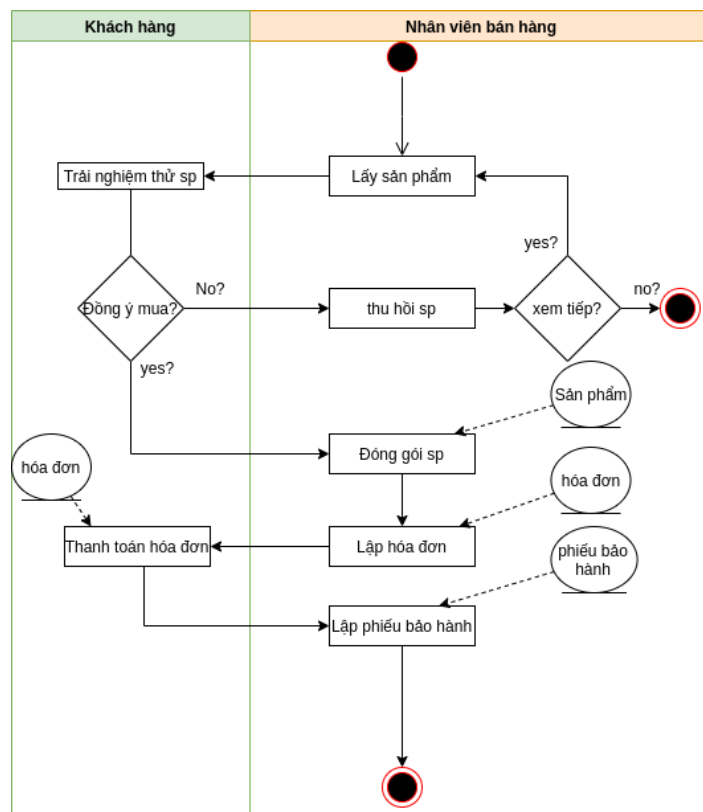 Khách hàng
Nhân viên bán hàng
Trải nghiệm thử sp
Lấy sản phẩm
yes?
Đồng ý mua?
No?
thu hồi sp
xem tiếp?
no?
yes?
Sản phẩm
Đóng gói sp
hóa đơn
hóa đơn
Thanh toán hóa đơn
Lập hóa đơn
phiếu bảo
hành
Lập phiếu bảo hành